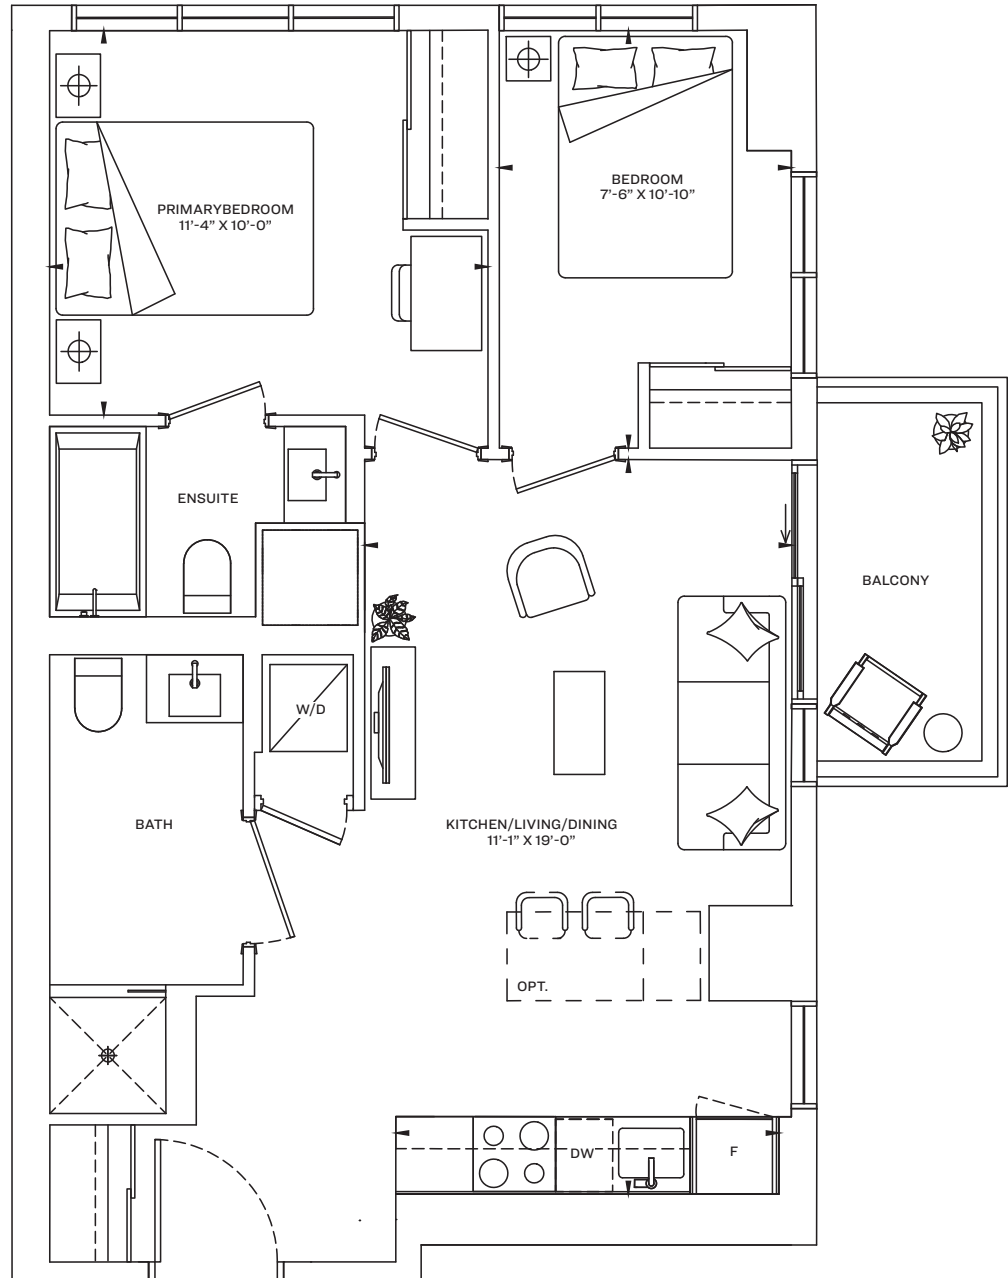 BEDROOM
7'-6" X 10'-10"
PRIMARYBEDROOM
11'-4" X 10'-0"
ENSUITE
BALCONY
W/D
BATH
KITCHEN/LIVING/DINING
11'-1" X 19'-0"
OPT.
DW
F